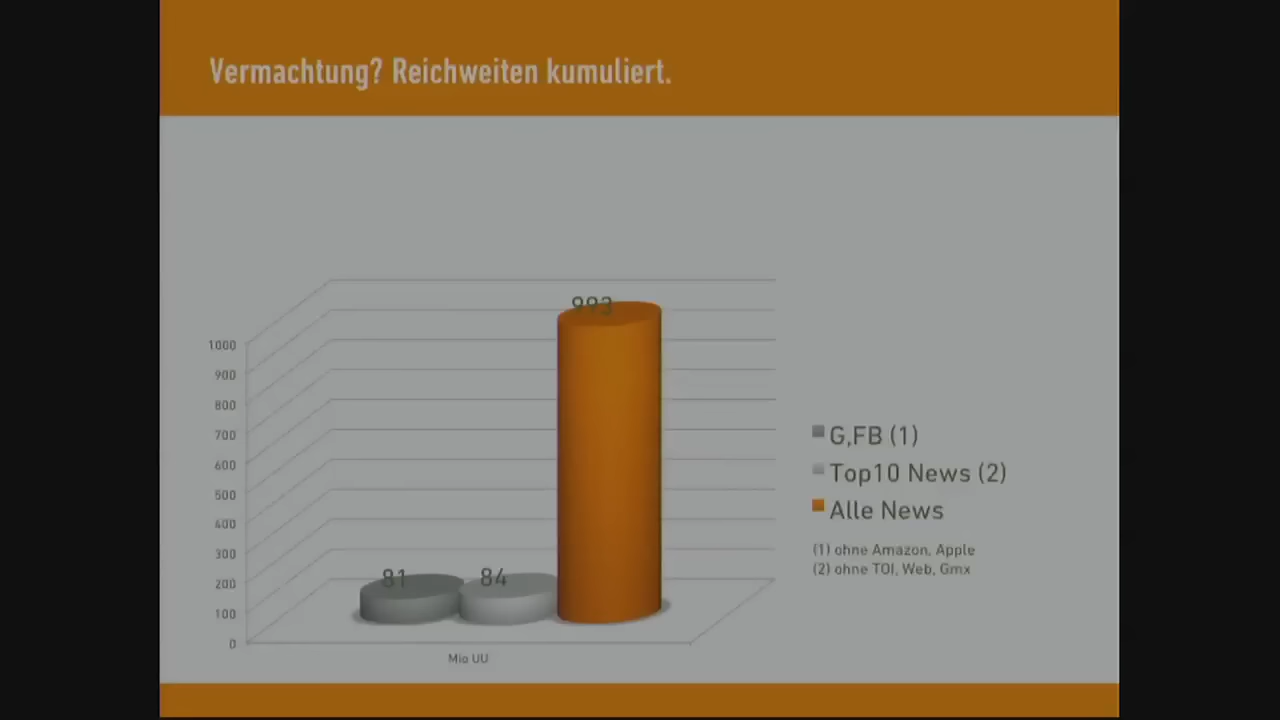 Vermachtung? Reichweiten kumuliert.
993
1000
900
800
700
600
500
400
300
200
100
0
81
84
Mio UU
G,FB (1)
Top10 News (2)
Alle News
(1) ohne Amazon, Apple
(2) ohne TOI, Web, Gmx